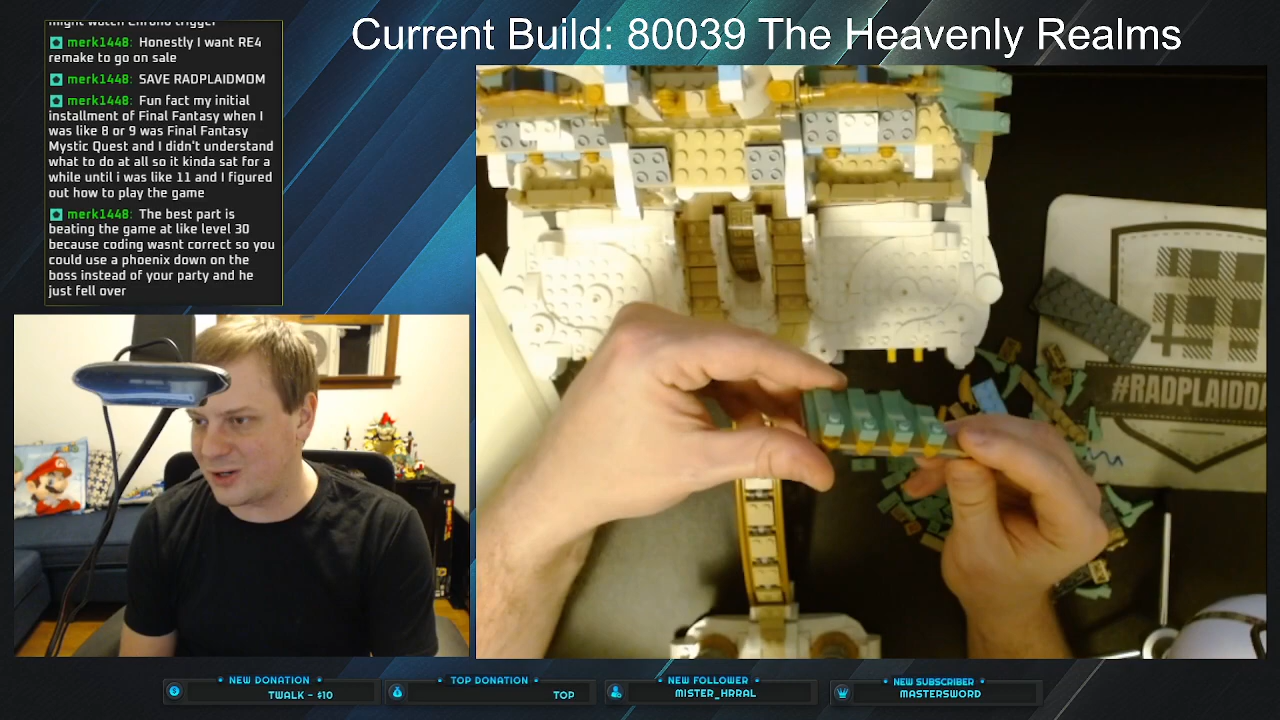 Current Build: 80039 The Heavenly Realms
merk1448: Honestly I want RE4
remake to go on sale
merk1448: SAVE RADPLAIDMOM
merk1448: Fun fact my initial
installment of Final Fantasy when I
was like 8 or 9 was Final Fantasy
Mystic Quest and I didn't understand
what to do at all so it kinda sat for a
while until i was like 11 and I figured
out how to play the game
merk1448: The best part is
beating the game at like level 30
because coding wasnt correct so you
could use a phoenix down on the
boss instead of your party and he
just fell over
#RADPLAIDDA
NEW DONATION
TWALK - $10
TOP DONATION
TOP
NEW FOLLOWER
MISTER_HRRAL
NEW SUBSCRIBER
MASTERSWORD